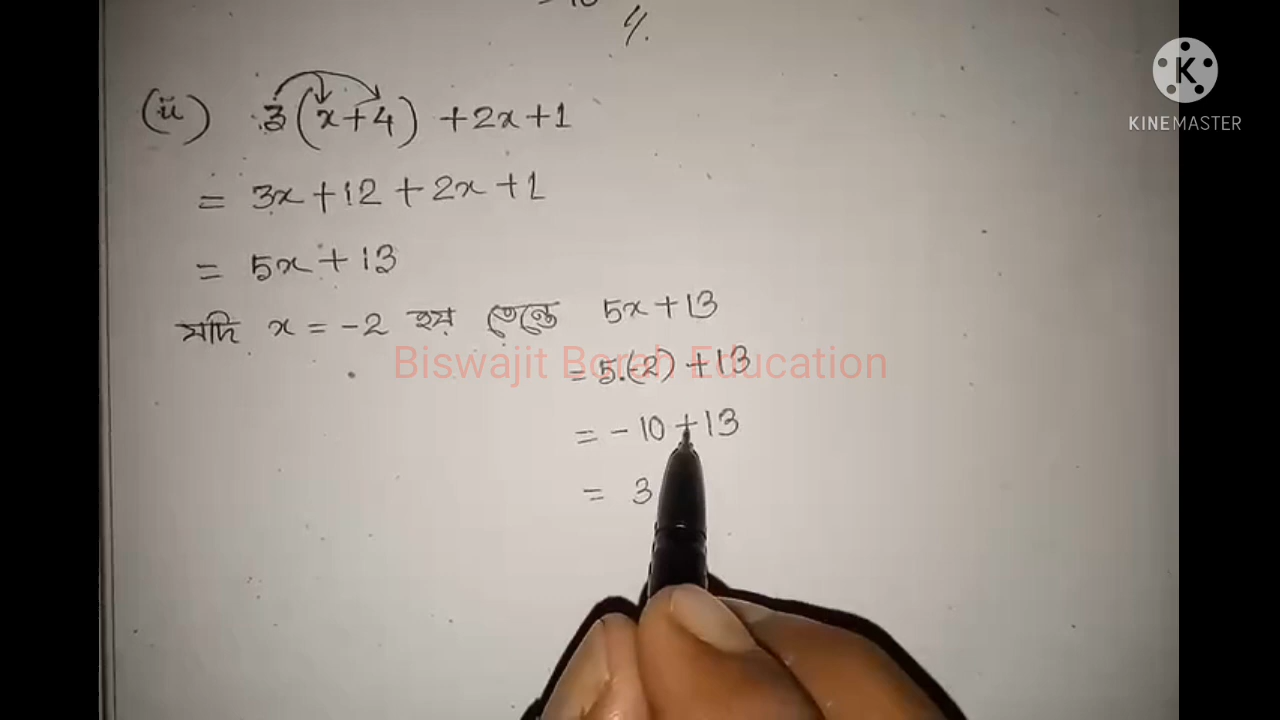 (ii) 3(x+4) +2x+1
= 3x+12+2x+1
= 5x+13
যদি x = -2 হয় তেন্তে 5x+13
= 5.(-2)+13
= -10+13
= 3
Biswajit Borah Education
K
KINEMASTER